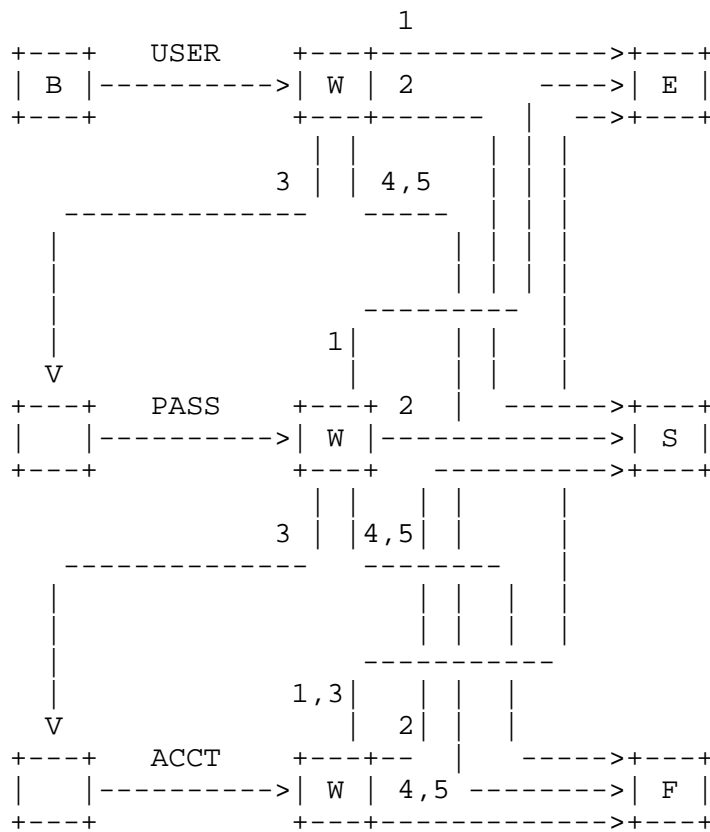 1
+---+ USER +---+------------->+---+
| B |---------->| W | 2 ---->| E |
+---+ +---+------ | -->+---+
| | | | |
3 | | 4,5 | | |
-------------- ----- | | |
| | | | |
| | | | |
| --------- |
| 1| | | |
V | | | |
+---+ PASS +---+ 2 | ------>+---+
| |---------->| W |-------------->| S |
+---+ +---+ ----------->+---+
| | | | |
3 | |4,5| | |
-------------- -------- |
| | | | |
| | | | |
| ----------- |
| 1,3| | | |
V | 2| | |
+---+ ACCT +---+-- | ----->+---+
| |---------->| W | 4,5 -------->| F |
+---+ +---+------------->+---+